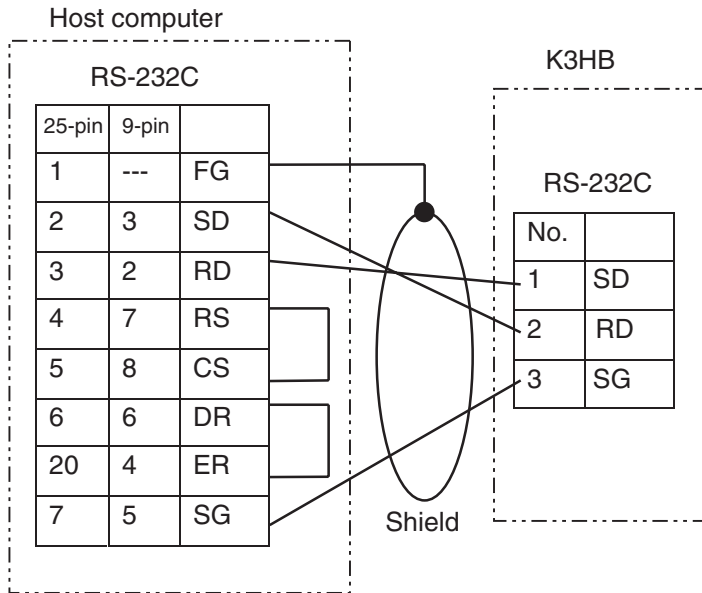 Host computer
RS-232C
25-pin 9-pin
1 --- FG
2 3 SD
3 2 RD
4 7 RS
5 8 CS
6 6 DR
20 4 ER
7 5 SG
Shield
K3HB
RS-232C
No.
1 SD
2 RD
3 SG